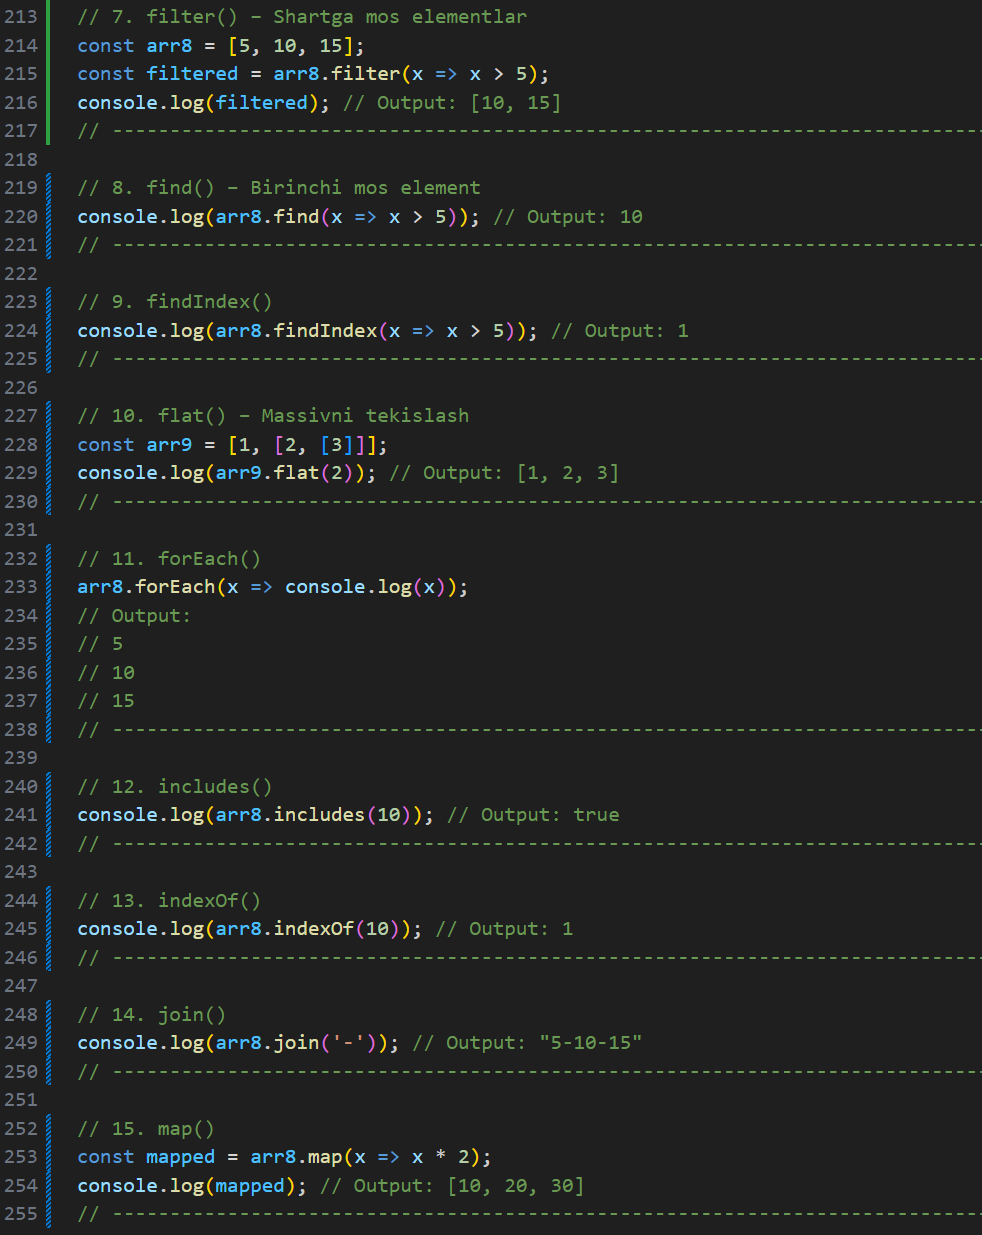 213 // 7. filter() – Shartga mos elementlar
214 const arr8 = [5, 10, 15];
215 const filtered = arr8.filter(x => x > 5);
216 console.log(filtered); // Output: [10, 15]
217 // ----------------------------------------------------------------------------
218
219 // 8. find() – Birinchi mos element
220 console.log(arr8.find(x => x > 5)); // Output: 10
221 // ----------------------------------------------------------------------------
222
223 // 9. findIndex()
224 console.log(arr8.findIndex(x => x > 5)); // Output: 1
225 // ----------------------------------------------------------------------------
226
227 // 10. flat() – Massivni tekislash
228 const arr9 = [1, [2, [3]]];
229 console.log(arr9.flat(2)); // Output: [1, 2, 3]
230 // ----------------------------------------------------------------------------
231
232 // 11. forEach()
233 arr8.forEach(x => console.log(x));
234 // Output:
235 // 5
236 // 10
237 // 15
238 // ----------------------------------------------------------------------------
239
240 // 12. includes()
241 console.log(arr8.includes(10)); // Output: true
242 // ----------------------------------------------------------------------------
243
244 // 13. indexOf()
245 console.log(arr8.indexOf(10)); // Output: 1
246 // ----------------------------------------------------------------------------
247
248 // 14. join()
249 console.log(arr8.join('-')); // Output: "5-10-15"
250 // ----------------------------------------------------------------------------
251
252 // 15. map()
253 const mapped = arr8.map(x => x * 2);
254 console.log(mapped); // Output: [10, 20, 30]
255 // ----------------------------------------------------------------------------